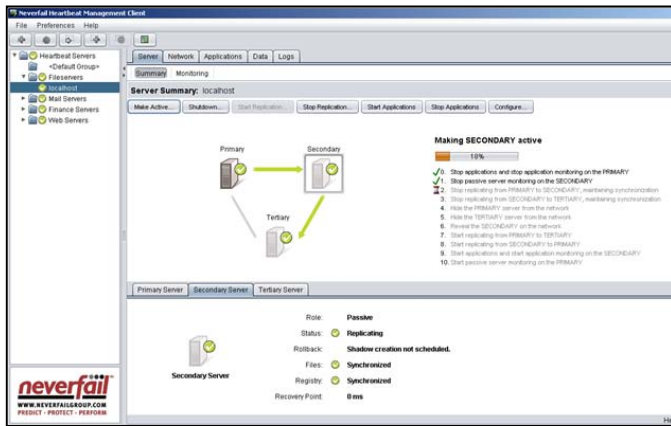 Neverfail Heartbeat Management Client
File Preferences Help
Server Network Applications Data Logs
Heartbeat Servers
<Default Group>
Fileservers
localhost
Mail Servers
Finance Servers
Web Servers
Summary Monitoring
Server Summary: localhost
Make Active... Shutdown... Start Replication... Stop Replication... Start Applications Stop Applications Configure...
Primary Secondary
Tertiary
Making SECONDARY active
18%
0. Stop applications and stop application monitoring on the PRIMARY
1. Stop passive server monitoring on the SECONDARY
2. Stop replicating from PRIMARY to SECONDARY, maintaining synchronization
3. Stop replicating from SECONDARY to TERTIARY, maintaining synchronization
4. Hide the PRIMARY server from the network
5. Hide the TERTIARY server from the network
6. Reveal the SECONDARY on the network
7. Start replicating from PRIMARY to TERTIARY
8. Start replicating from SECONDARY to PRIMARY
9. Start applications and start application monitoring on the SECONDARY
10. Start passive server monitoring on the PRIMARY
Primary Server Secondary Server Tertiary Server
Role: Passive
Status: Replicating
Rollback: Shadow creation not scheduled.
Files: Synchronized
Registry: Synchronized
Recovery Point: 0 ms
Secondary Server
neverfail
WWW.NEVERFAILGROUP.COM
PREDICT - PROTECT - PERFORM